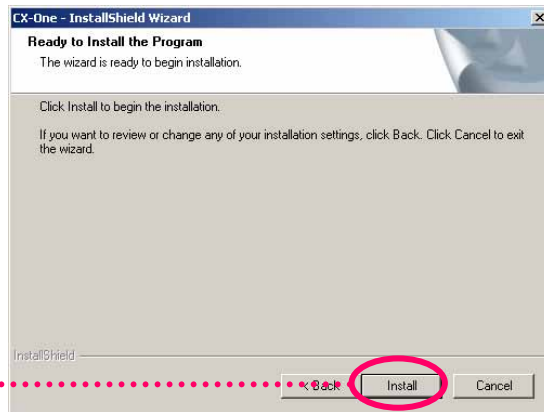 CX-One - InstallShield Wizard
Ready to Install the Program
The wizard is ready to begin installation.
Click Install to begin the installation.
If you want to review or change any of your installation settings, click Back. Click Cancel to exit
the wizard.
InstallShield
< Back Install Cancel